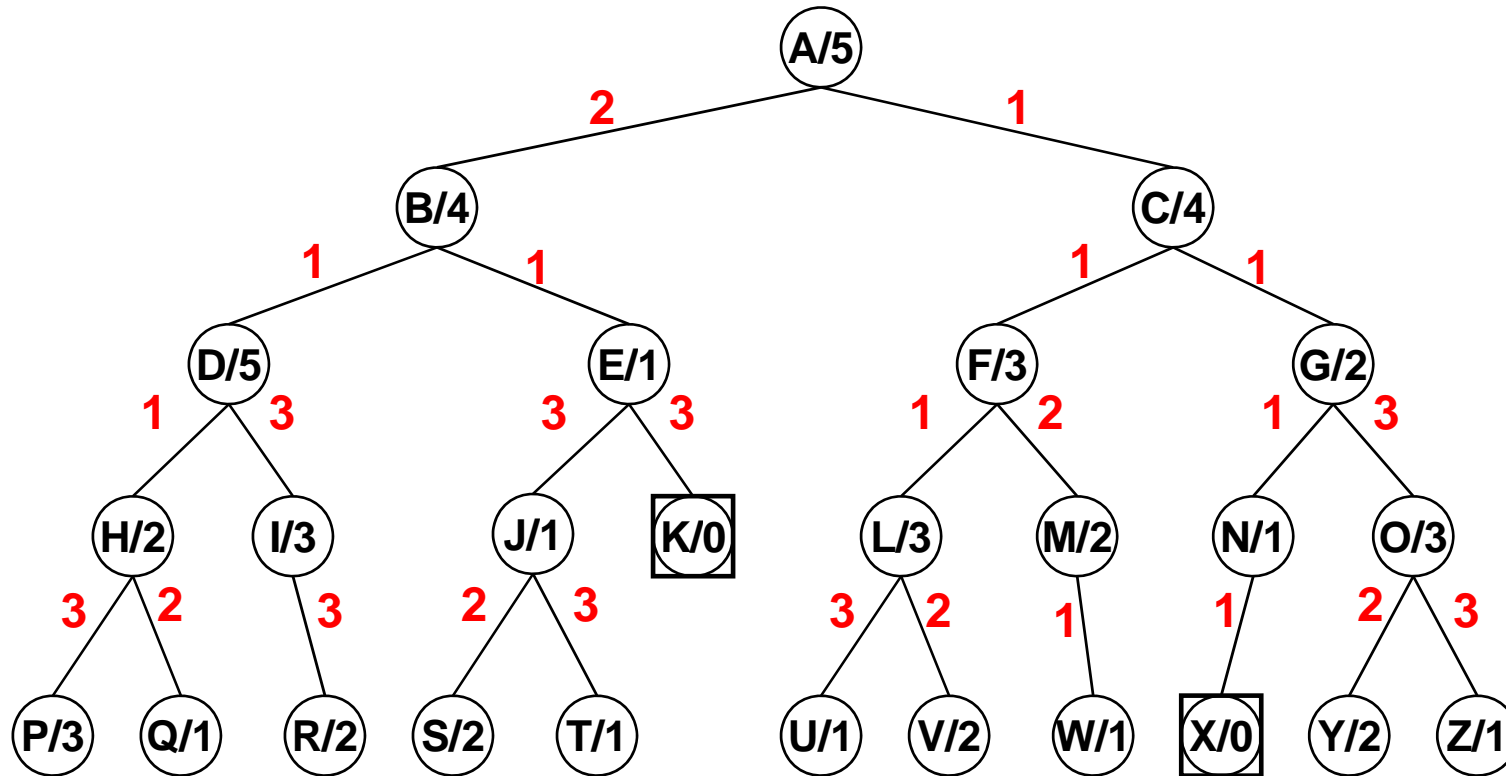 A/5
2 1
B/4 C/4
1 1 1 1
D/5 E/1 F/3 G/2
1 3 3 3 1 2 1 3
H/2 I/3 J/1 K/0 L/3 M/2 N/1 O/3
3 2 3 2 3 3 2 1 1 2 3
P/3 Q/1 R/2 S/2 T/1 U/1 V/2 W/1 X/0 Y/2 Z/1